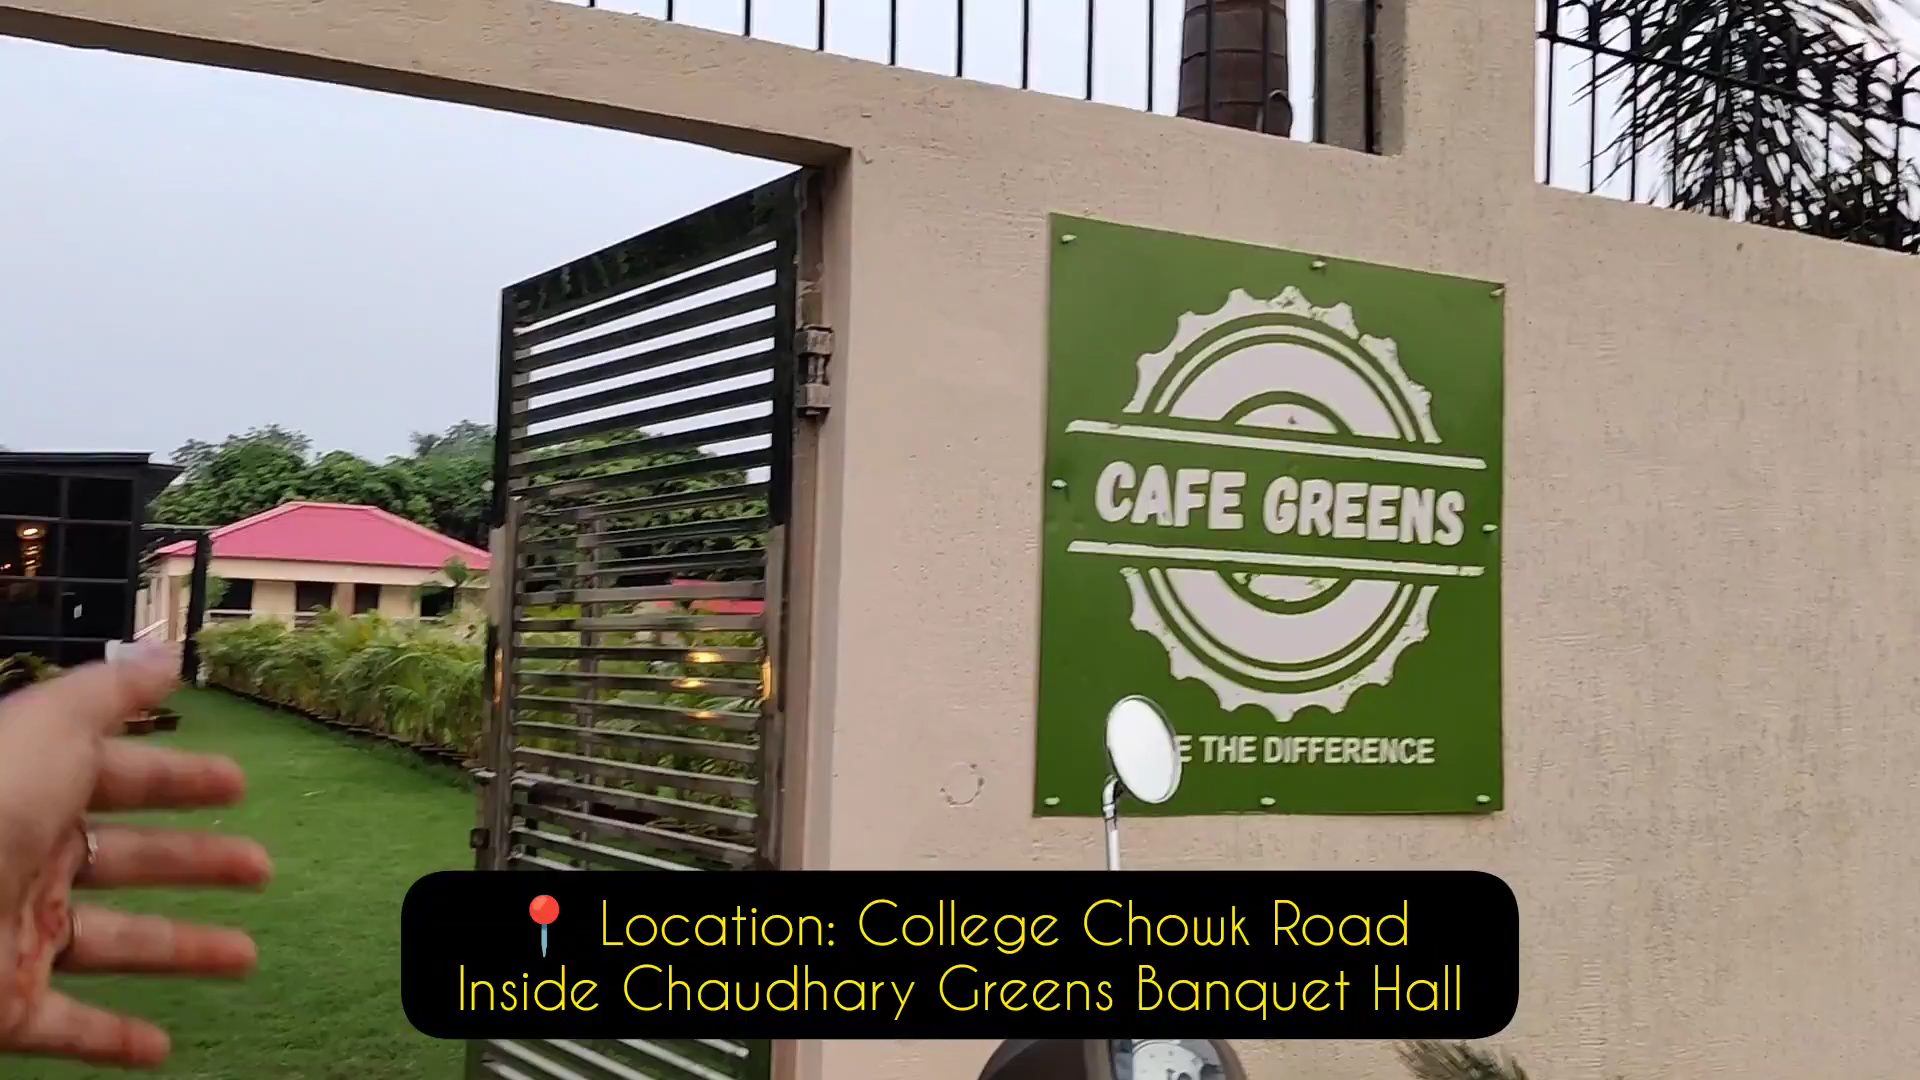 CAFE GREENS
THE DIFFERENCE
📍 Location: College Chowk Road
Inside Chaudhary Greens Banquet Hall